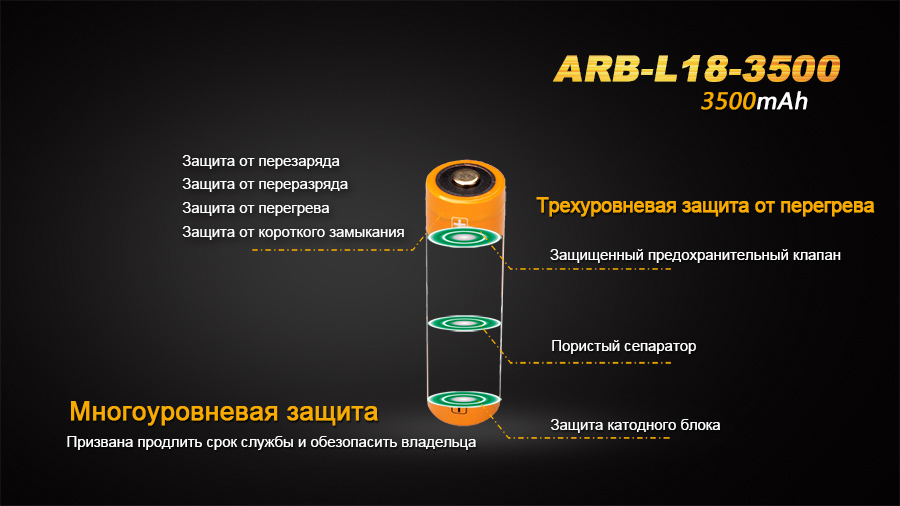 ARB-L18-3500
3500mAh
Защита от перезаряда
Защита от переразряда
Защита от перегрева
Защита от короткого замыкания
Трехуровневая защита от перегрева
Защищенный предохранительный клапан
Пористый сепаратор
Защита катодного блока
Многоуровневая защита
Призвана продлить срок службы и обезопасить владельца